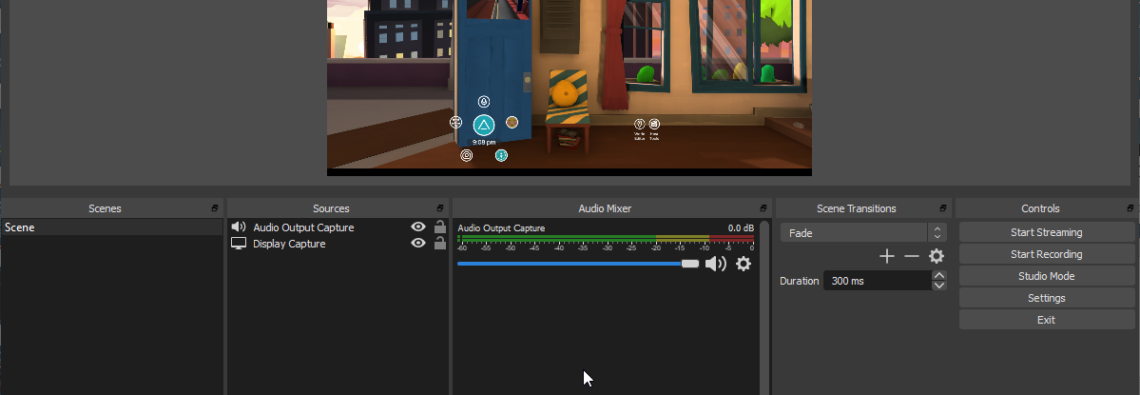 9:09 pm
Scenes
Sources
Audio Mixer
Scene Transitions
Controls
Scene
Audio Output Capture
Display Capture
Audio Output Capture
0.0 dB
-60 -55 -50 -45 -40 -35 -30 -25 -20 -15 -10 -5 0
Fade
Duration
300 ms
Start Streaming
Start Recording
Studio Mode
Settings
Exit